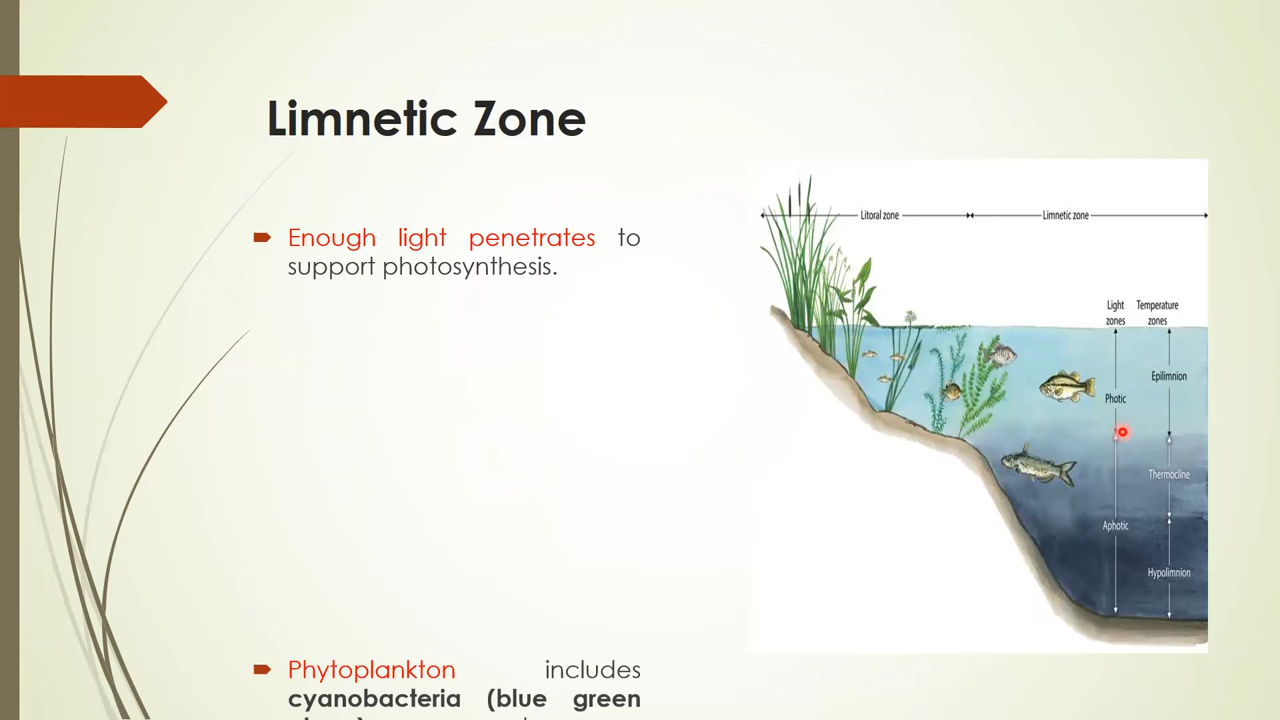 Limnetic Zone
Enough light penetrates to
support photosynthesis.
Phytoplankton includes
cyanobacteria (blue green
Litoral zone
Limnetic zone
Light
zones
Temperature
zones
Epilimnion
Photic
Thermocline
Aphotic
Hypolimnion